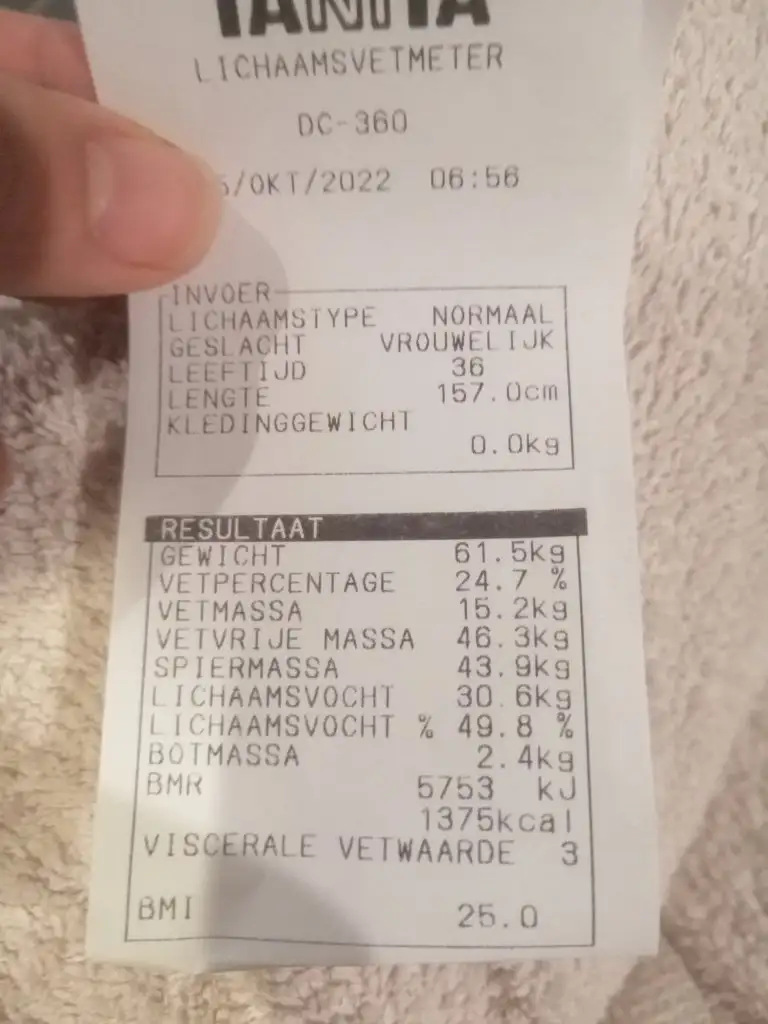 TANITA
LICHAAMSVETMETER
DC-360
5/OKT/2022 06:56
INVOER
LICHAAMSTYPE NORMAAL
GESLACHT VROUWELIJK
LEEFTIJD 36
LENGTE 157.0cm
KLEDINGGEWICHT
0.0kg
RESULTAAT
GEWICHT 61.5kg
VETPERCENTAGE 24.7 %
VETMASSA 15.2kg
VETVRIJE MASSA 46.3kg
SPIERMASSA 43.9kg
LICHAAMSVOCHT 30.6kg
LICHAAMSVOCHT % 49.8 %
BOTMASSA 2.4kg
BMR 5753 kJ
1375kcal
VISCERALE VETWAARDE 3
BMI 25.0